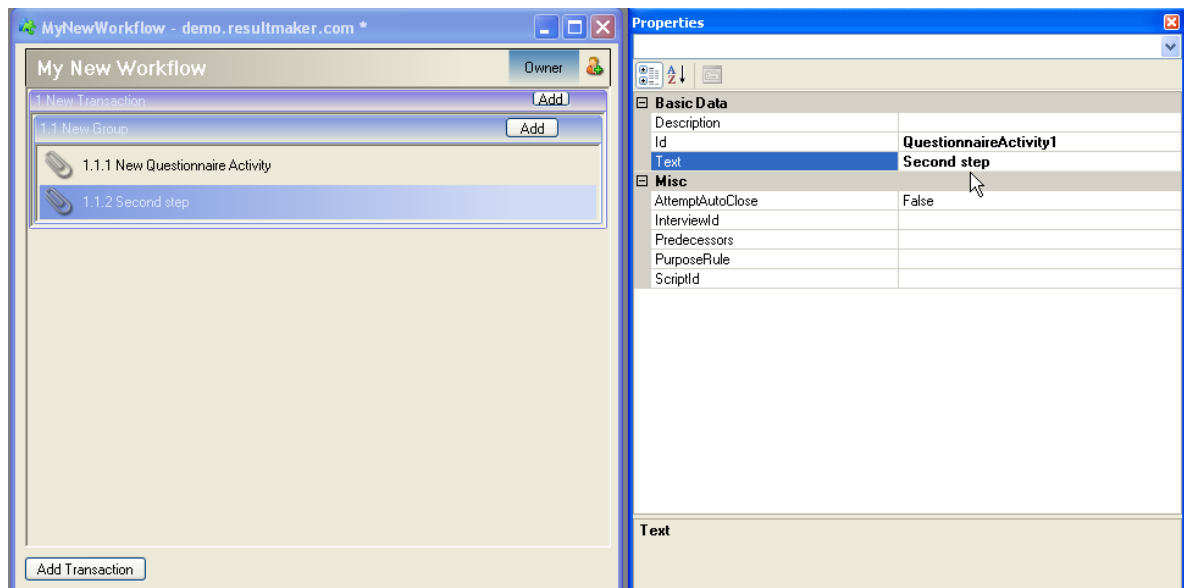 MyNewWorkflow - demo.resultmaker.com *
My New Workflow
Owner
1 New Transaction
Add
1.1 New Group
Add
1.1.1 New Questionnaire Activity
1.1.2 Second step
Add Transaction
Properties
Basic Data
Description
Id QuestionnaireActivity1
Text Second step
Misc
AttemptAutoClose False
InterviewId
Predecessors
PurposeRule
ScriptId
Text